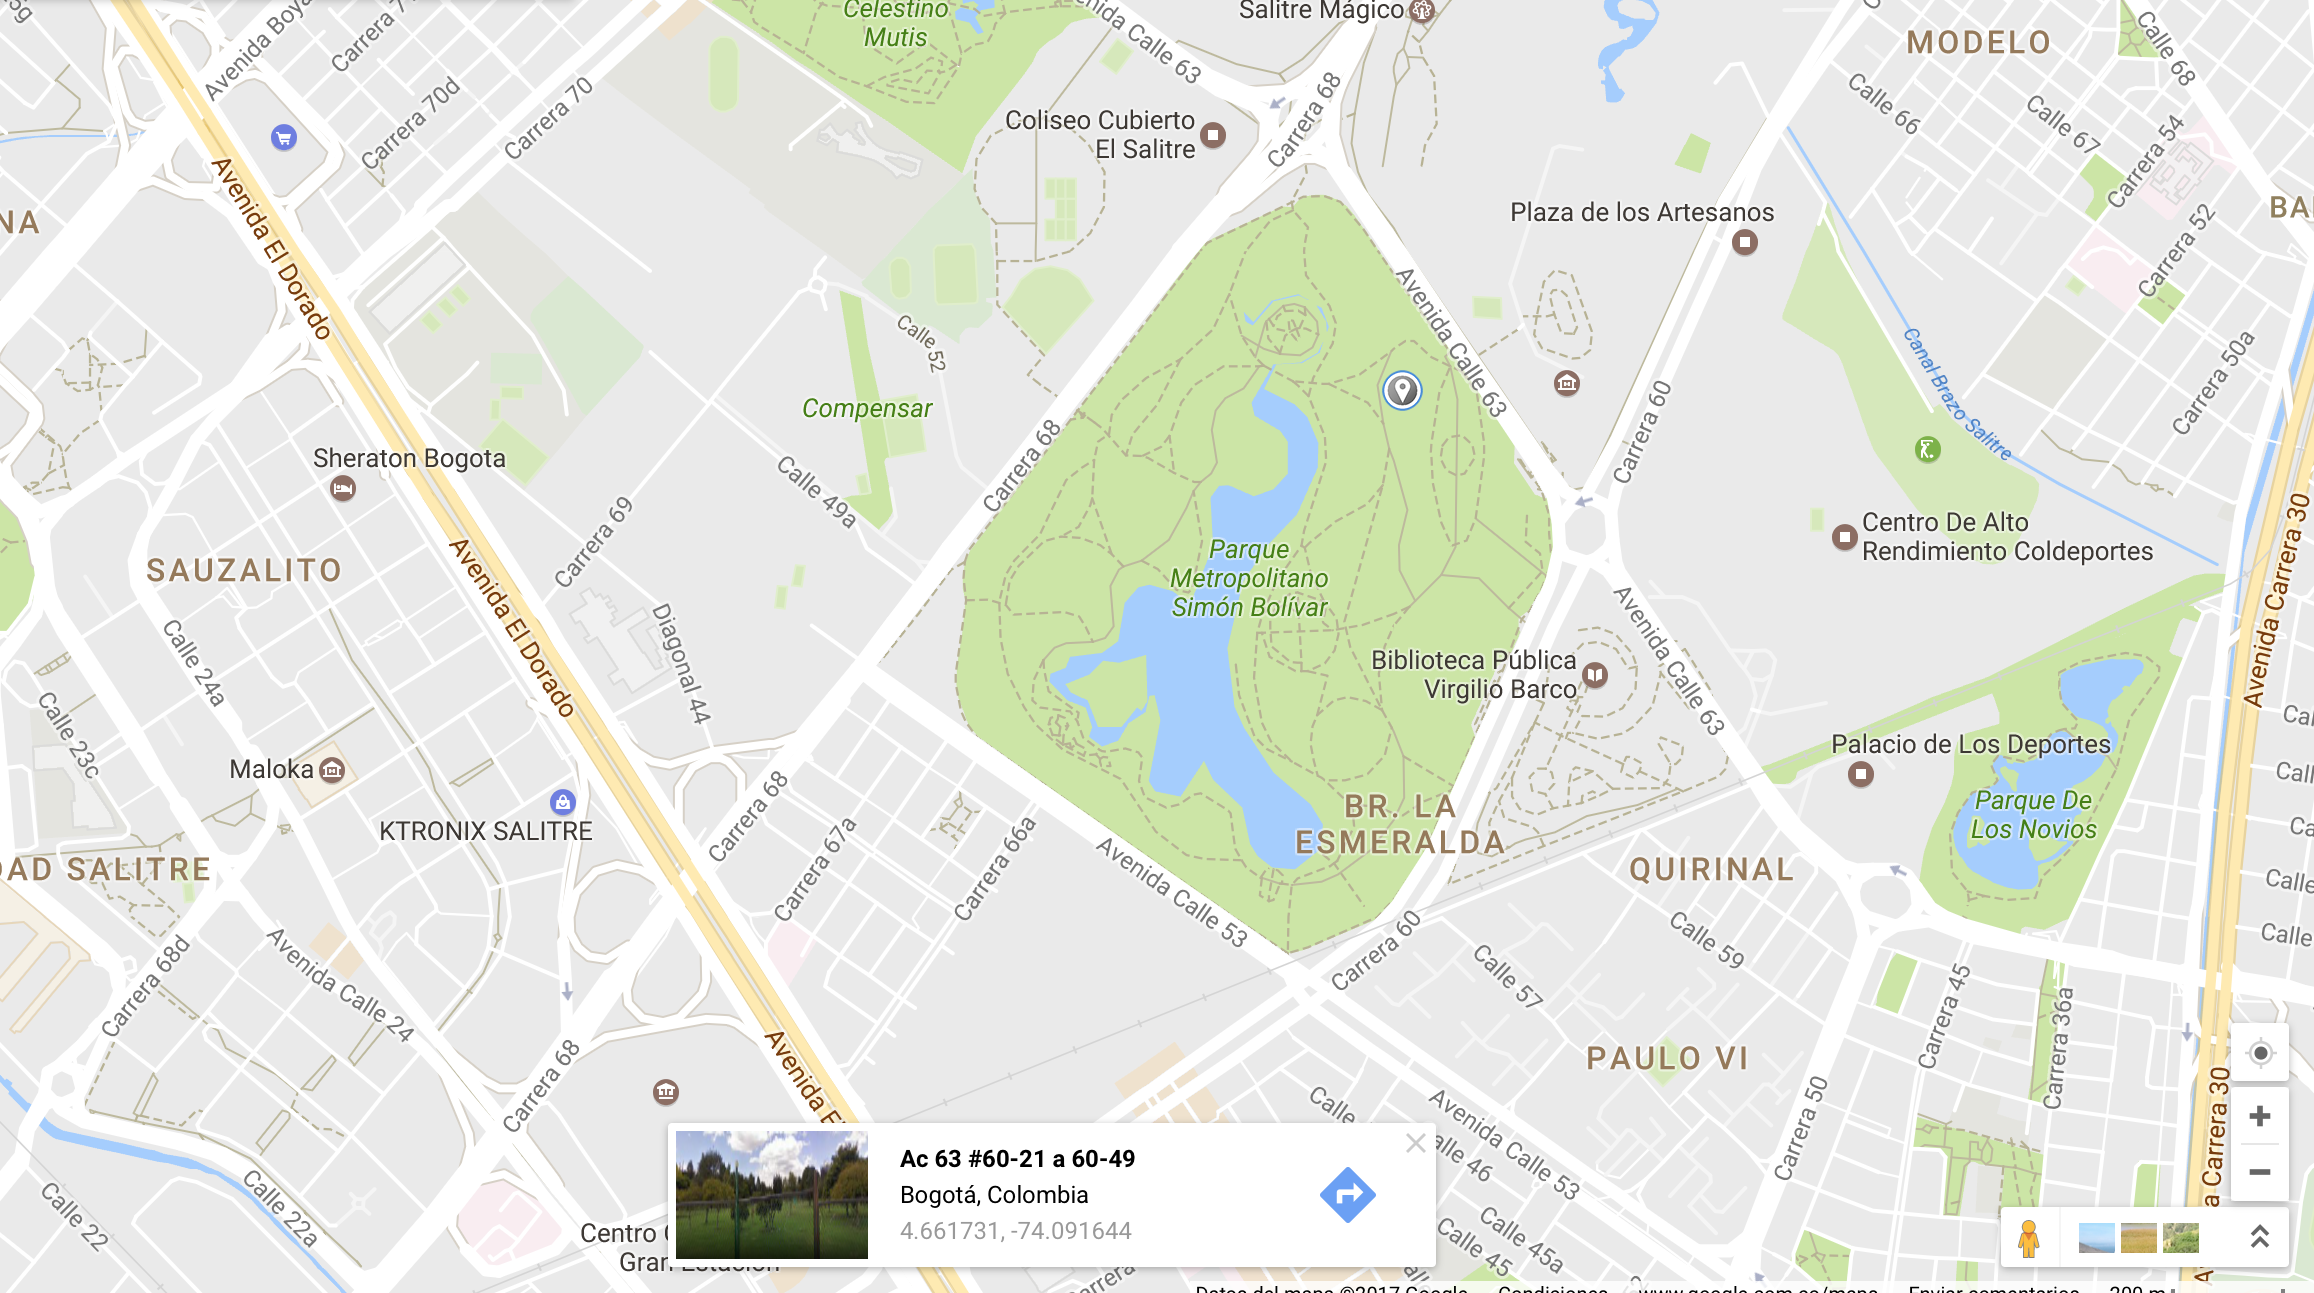 Celestino
Mutis
Avenida Boya
Carrera 70d
Carrera 70
enida Calle 63
Salitre Mágico
Carrera 68
MODELO
Calle 68
Calle 66
Calle 67
Carrera 54
Carrera 52
BA
Coliseo Cubierto
El Salitre
Plaza de los Artesanos
NA
Avenida El Dorado
Calle 52
Avenida Calle 63
Carrera 60
Canal Brazo Salitre
Carrera 50a
Compensar
Carrera 68
Calle 49a
Sheraton Bogota
Carrera 69
Avenida Carrera 30
Centro De Alto
Rendimiento Coldeportes
SAUZALITO
Avenida El Dorado
Parque
Metropolitano
Simón Bolívar
Calle 24a
Diagonal 44
Avenida Calle 63
Biblioteca Pública
Virgilio Barco
Calle 23c
Maloka
Carrera 68
Palacio de Los Deportes
KTRONIX SALITRE
Parque De
Los Novios
BR. LA
ESMERALDA
DAD SALITRE
Carrera 67a
Carrera 66a
Avenida Calle 53
QUIRINAL
Calle 59
Calle
Carrera 60
Calle 57
Carrera 68d
Avenida Calle 24
Carrera 45
Carrera 36a
PAULO VI
Carrera 68
Avenida E
Calle
Avenida Calle 53
Carrera 50
a Carrera 30
alle 46
Calle 45
Calle 45a
Calle 22
Calle 22a
Centro
Gran Estación
Carrera
Ac 63 #60-21 a 60-49
Bogotá, Colombia
4.661731, -74.091644
Datos del mapa ©2017 Google
Condiciones
www.google.com.co/maps
Enviar comentarios
200 m